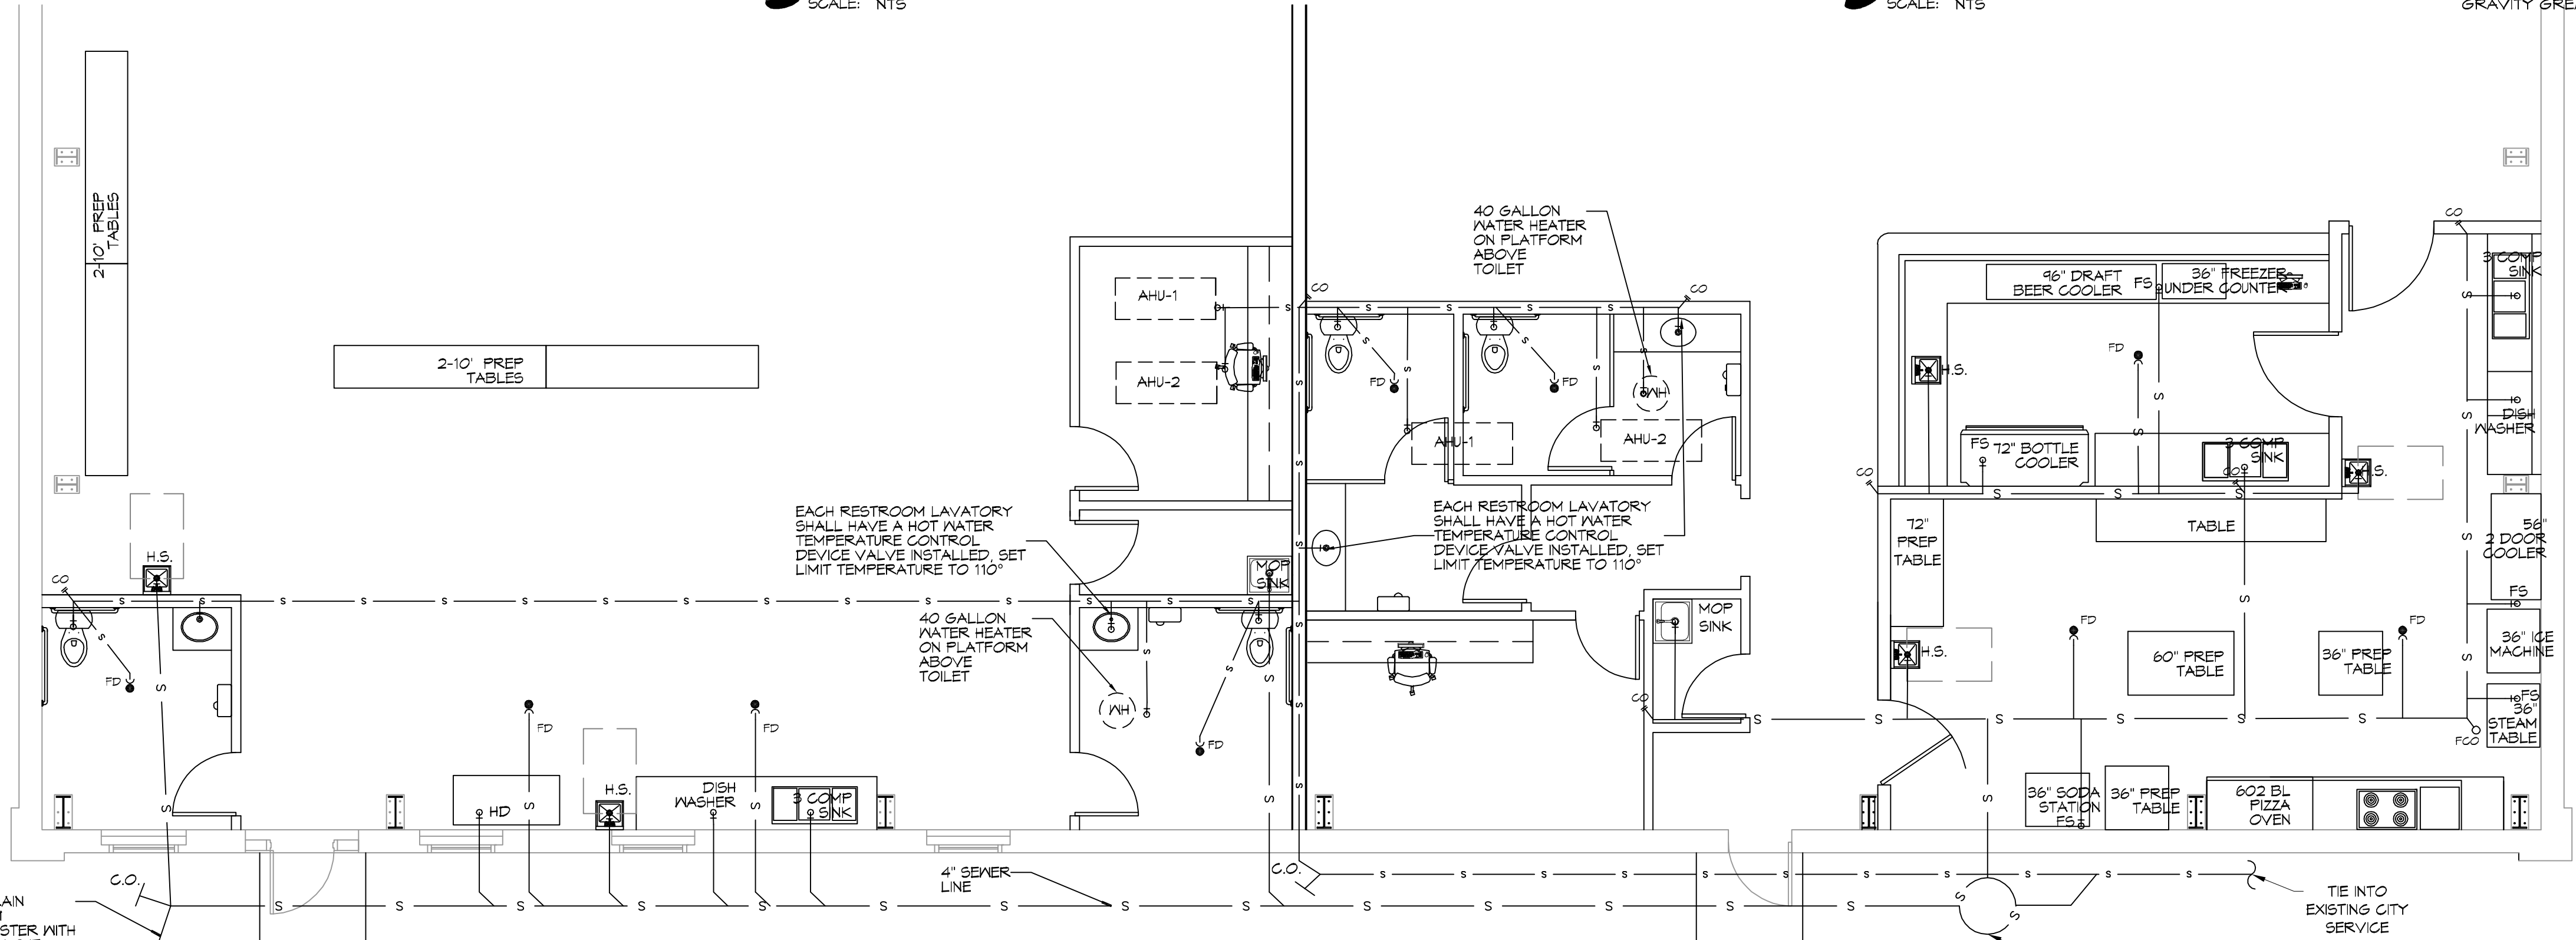 SCALE: NTS
SCALE: NTS
2-10' PREP
TABLES
2-10' PREP
TABLES
AHU-1
AHU-2
40 GALLON
WATER HEATER
ON PLATFORM
ABOVE
TOILET
CO
CO
FD
FD
WH
AHU-1
AHU-2
EACH RESTROOM LAVATORY
SHALL HAVE A HOT WATER
TEMPERATURE CONTROL
DEVICE VALVE INSTALLED, SET
LIMIT TEMPERATURE TO 110°
EACH RESTROOM LAVATORY
SHALL HAVE A HOT WATER
TEMPERATURE CONTROL
DEVICE VALVE INSTALLED, SET
LIMIT TEMPERATURE TO 110°
40 GALLON
WATER HEATER
ON PLATFORM
ABOVE
TOILET
MOP
SINK
MOP
SINK
CO
H.S.
CO
FD
WH
FD
FD
FD
HD
H.S.
DISH
WASHER
3 COMP
SINK
96" DRAFT
BEER COOLER
FS
36" FREEZER
UNDER COUNTER
CO
3 COMP
SINK
H.S.
FD
DISH
WASHER
FS
72" BOTTLE
COOLER
3 COMP
SINK
CO
CO
H.S.
72"
PREP
TABLE
TABLE
56"
2 DOOR
COOLER
FS
36" ICE
MACHINE
H.S.
FD
60" PREP
TABLE
36" PREP
TABLE
FD
FS
36"
STEAM
TABLE
FCO
36" SODA
STATION
FS
36" PREP
TABLE
602 BL
PIZZA
OVEN
C.O.
4" SEWER
LINE
C.O.
TIE INTO
EXISTING CITY
SERVICE
S